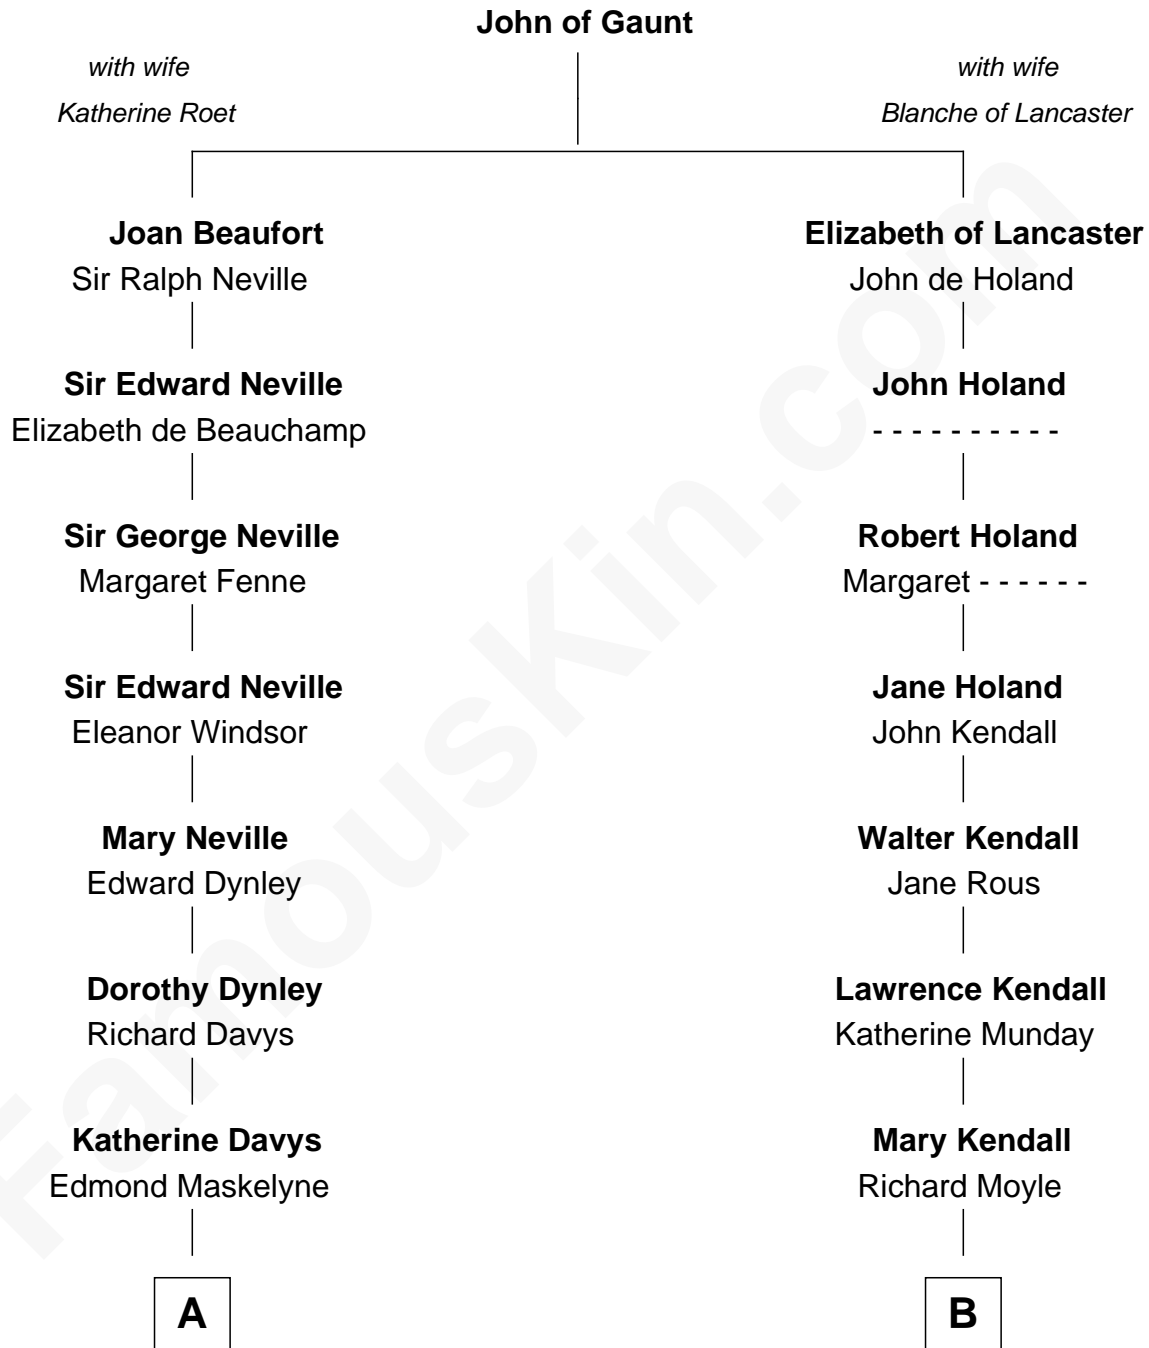 John of Gaunt
with wife
Katherine Roet
with wife
Blanche of Lancaster
Joan Beaufort
Sir Ralph Neville
Elizabeth of Lancaster
John de Holand
Sir Edward Neville
Elizabeth de Beauchamp
John Holand
- - - - - - - - - -
Sir George Neville
Margaret Fenne
Robert Holand
Margaret - - - - - -
Sir Edward Neville
Eleanor Windsor
Jane Holand
John Kendall
Mary Neville
Edward Dynley
Walter Kendall
Jane Rous
Dorothy Dynley
Richard Davys
Lawrence Kendall
Katherine Munday
Katherine Davys
Edmond Maskelyne
Mary Kendall
Richard Moyle
A
B
FamousKin.com